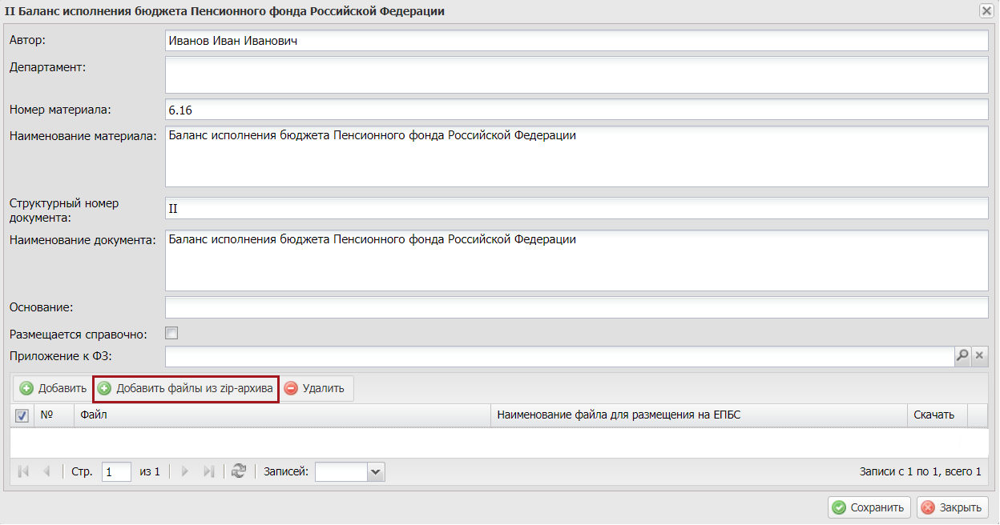 II Баланс исполнения бюджета Пенсионного фонда Российской Федерации
Автор:
Иванов Иван Иванович
Департамент:
Номер материала:
6.16
Наименование материала:
Баланс исполнения бюджета Пенсионного фонда Российской Федерации
Структурный номер
документа:
II
Наименование документа:
Баланс исполнения бюджета Пенсионного фонда Российской Федерации
Основание:
Размещается справочно:
Приложение к ФЗ:
Добавить Добавить файлы из zip-архива Удалить
№ Файл Наименование файла для размещения на ЕПБС Скачать
Стр. 1 из 1 Записей: Записи с 1 по 1, всего 1
Сохранить Закрыть